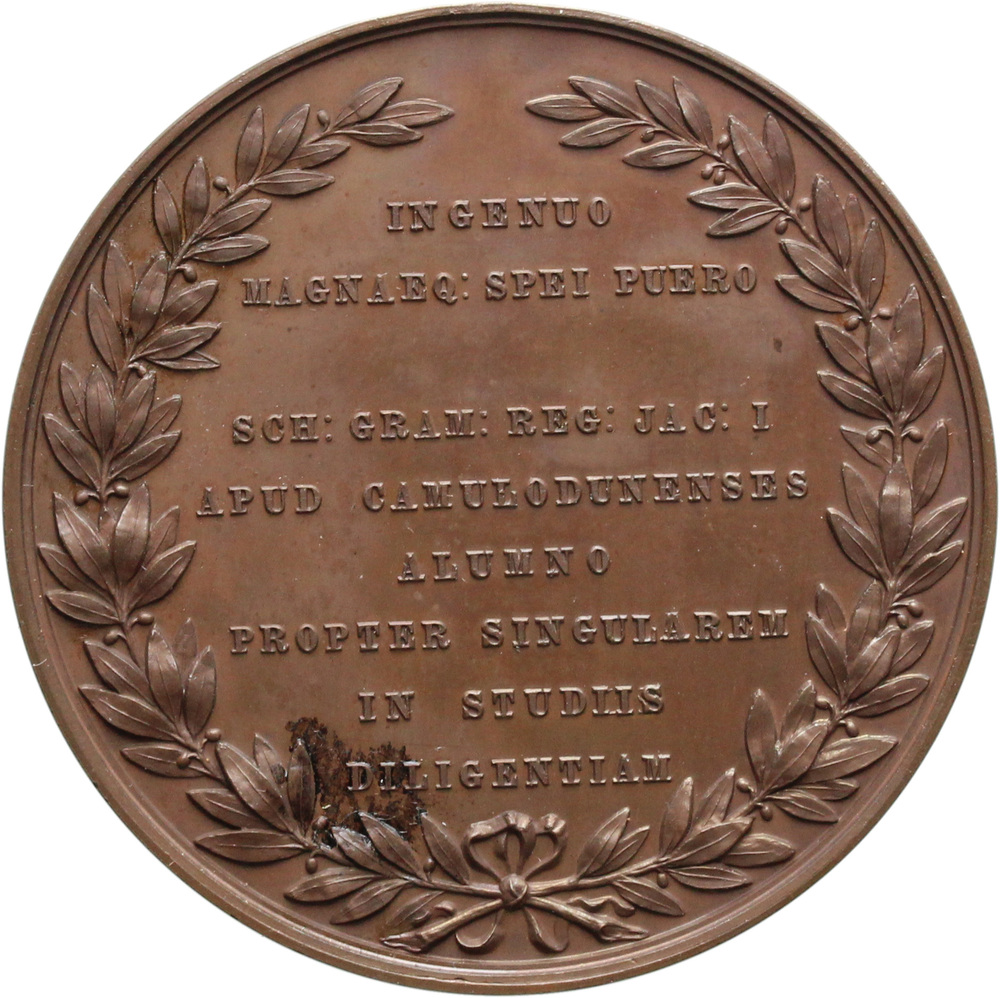 INGENUO
MAGNAEQ: SPEI PUERO
SCH: GRAM: REG: JAC: I
APUD CAMULODUNENSES
ALUMNO
PROPTER SINGULAREM
IN STUDIIS
DILIGENTIAM